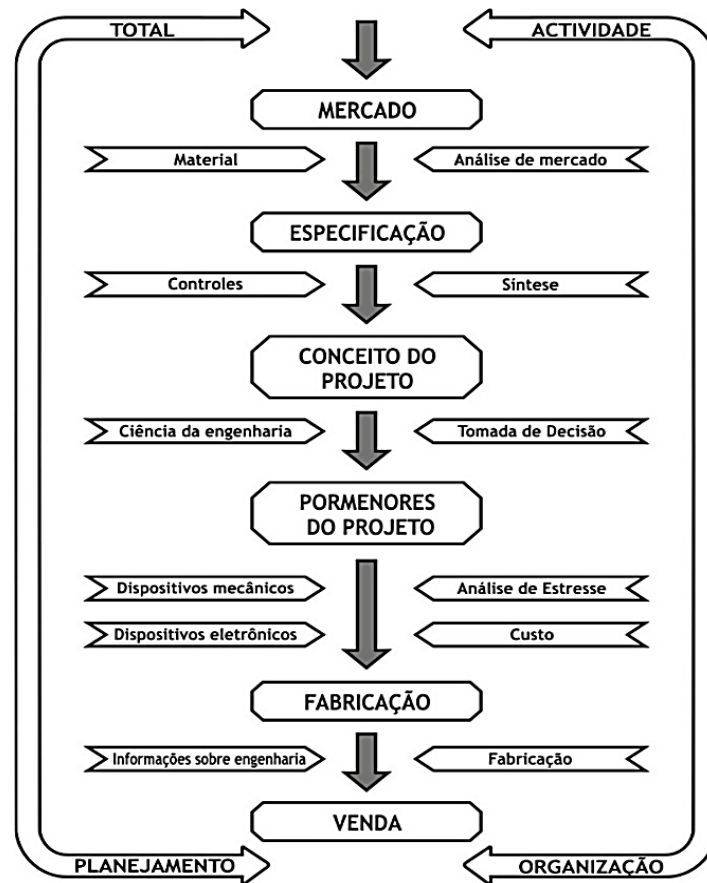 TOTAL
ACTIVIDADE
MERCADO
Material
Análise de mercado
ESPECIFICAÇÃO
Controles
Síntese
CONCEITO DO
PROJETO
Ciência da engenharia
Tomada de Decisão
PORMENORES
DO PROJETO
Dispositivos mecânicos
Análise de Estresse
Dispositivos eletrônicos
Custo
FABRICAÇÃO
Informações sobre engenharia
Fabricação
VENDA
PLANEJAMENTO
ORGANIZAÇÃO